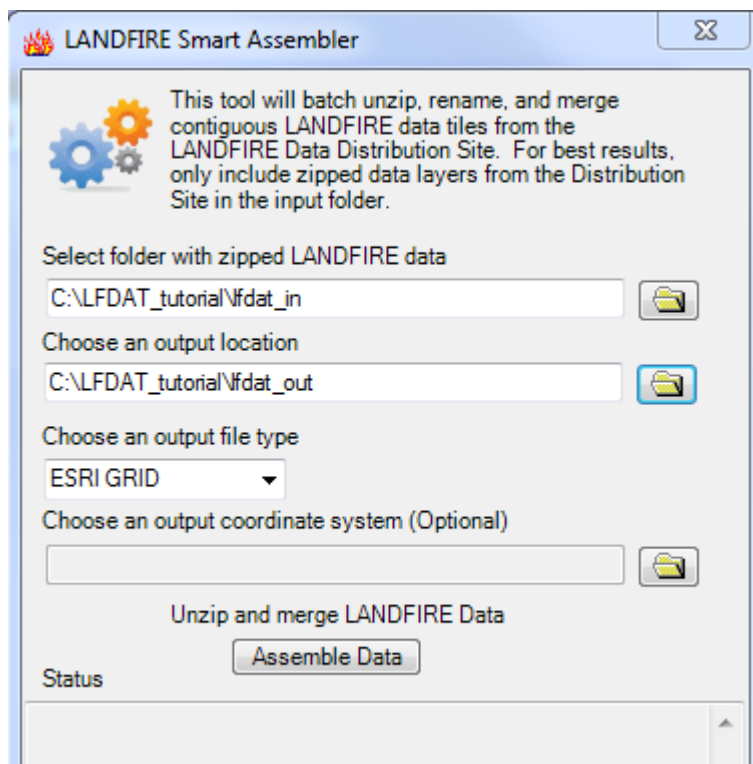 LANDFIRE Smart Assembler
This tool will batch unzip, rename, and merge
contiguous LANDFIRE data tiles from the
LANDFIRE Data Distribution Site.  For best results,
only include zipped data layers from the Distribution
Site in the input folder.
Select folder with zipped LANDFIRE data
C:\LFDAT_tutorial\lfdat_in
Choose an output location
C:\LFDAT_tutorial\lfdat_out
Choose an output file type
ESRI GRID
Choose an output coordinate system (Optional)
Unzip and merge LANDFIRE Data
Assemble Data
Status